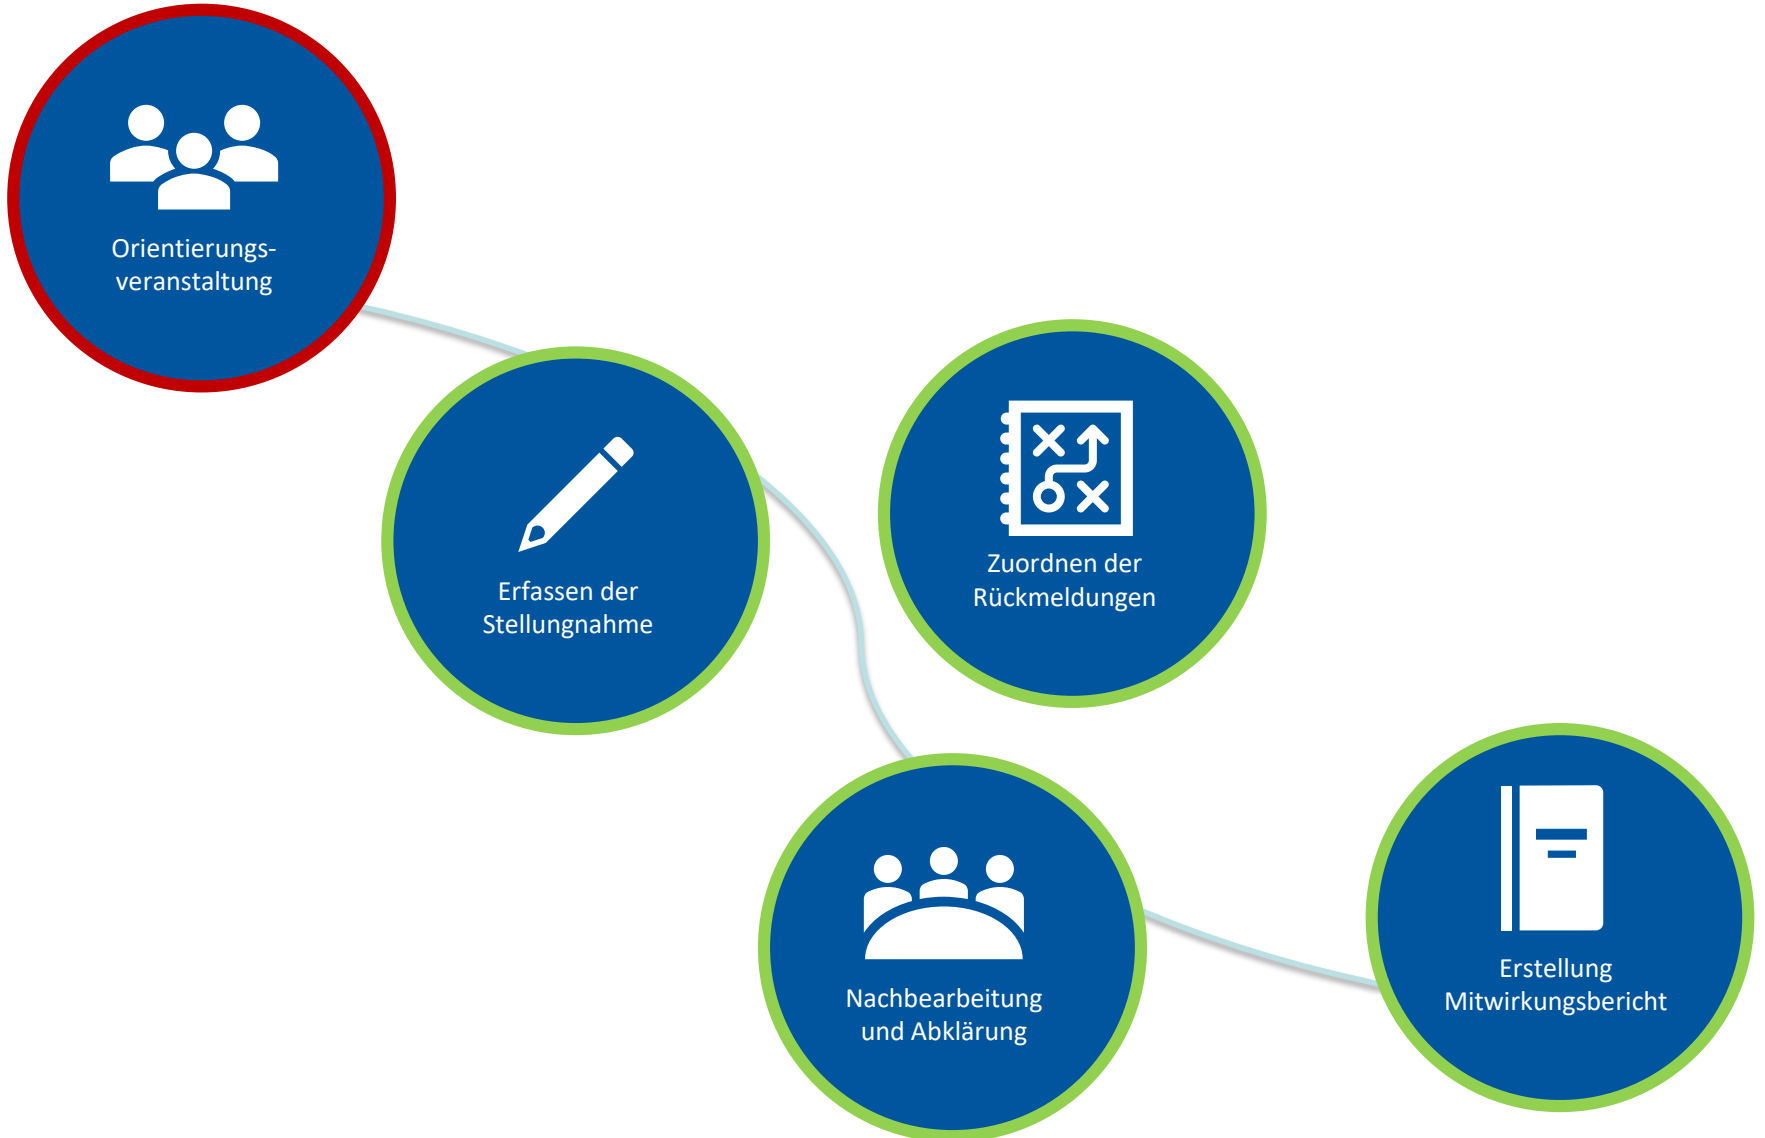 Orientierungs-
veranstaltung
Erfassen der
Stellungnahme
Zuordnen der
Rückmeldungen
Nachbearbeitung
und Abklärung
Erstellung
Mitwirkungsbericht